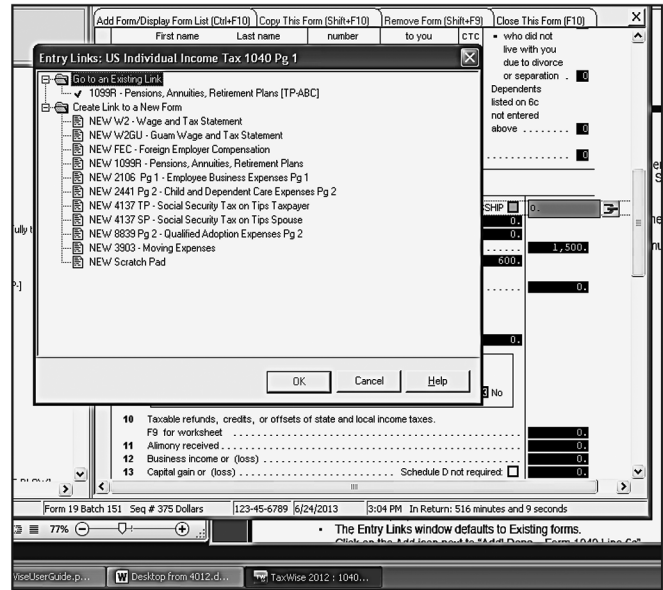 Add Form/Display Form List (Ctrl+F10) Copy This Form (Shift+F10) Remove Form (Shift+F9) Close This Form (F10)
First name Last name number to you CTC
• who did not
live with you
due to divorce
or separation . 0
Dependents
listed on 6c
not entered
above ........ 0
0
Entry Links: US Individual Income Tax 1040 Pg 1
Go to an Existing Link
1099R - Pensions, Annuities, Retirement Plans [TP-ABC]
Create Link to a New Form
NEW W2 - Wage and Tax Statement
NEW W2GU - Guam Wage and Tax Statement
NEW FEC - Foreign Employer Compensation
NEW 1099R - Pensions, Annuities, Retirement Plans
NEW 2106 Pg 1 - Employee Business Expenses Pg 1
NEW 2441 Pg 2 - Child and Dependent Care Expenses Pg 2
NEW 4137 TP - Social Security Tax on Tips Taxpayer
NEW 4137 SP - Social Security Tax on Tips Spouse
NEW 8839 Pg 2 - Qualified Adoption Expenses Pg 2
NEW 3903 - Moving Expenses
NEW Scratch Pad
SHIP 0.
0.
0.
1,500.
600.
0.
0.
OK Cancel Help
No
10 Taxable refunds, credits, or offsets of state and local income taxes.
F9 for worksheet 0.
11 Alimony received 0.
12 Business income or (loss) 0.
13 Capital gain or (loss) Schedule D not required: 0.
Form 19 Batch 151 Seq # 375 Dollars 123-45-6789 6/24/2013 3:04 PM In Return: 516 minutes and 9 seconds
77%
• The Entry Links window defaults to Existing forms.
WiseUserGuide.p... Desktop from 4012.d... TaxWise 2012 : 1040...